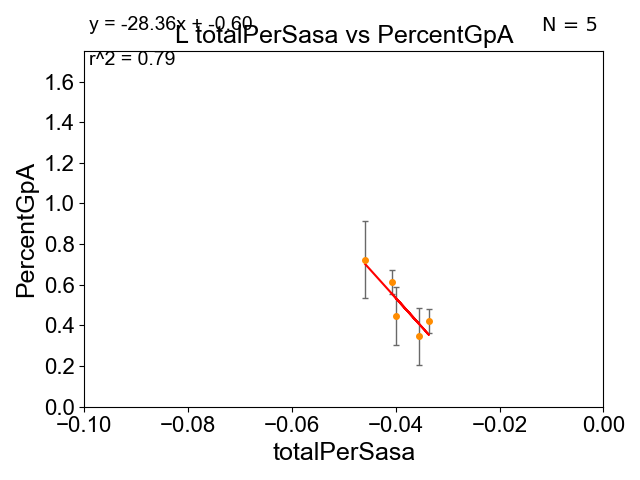 y = -28.36x + -0.60
N = 5
L totalPerSasa vs PercentGpA
r^2 = 0.79
1.6
1.4
1.2
1.0
0.8
0.6
0.4
0.2
0.0
PercentGpA
−0.10 −0.08 −0.06 −0.04 −0.02 0.00
totalPerSasa